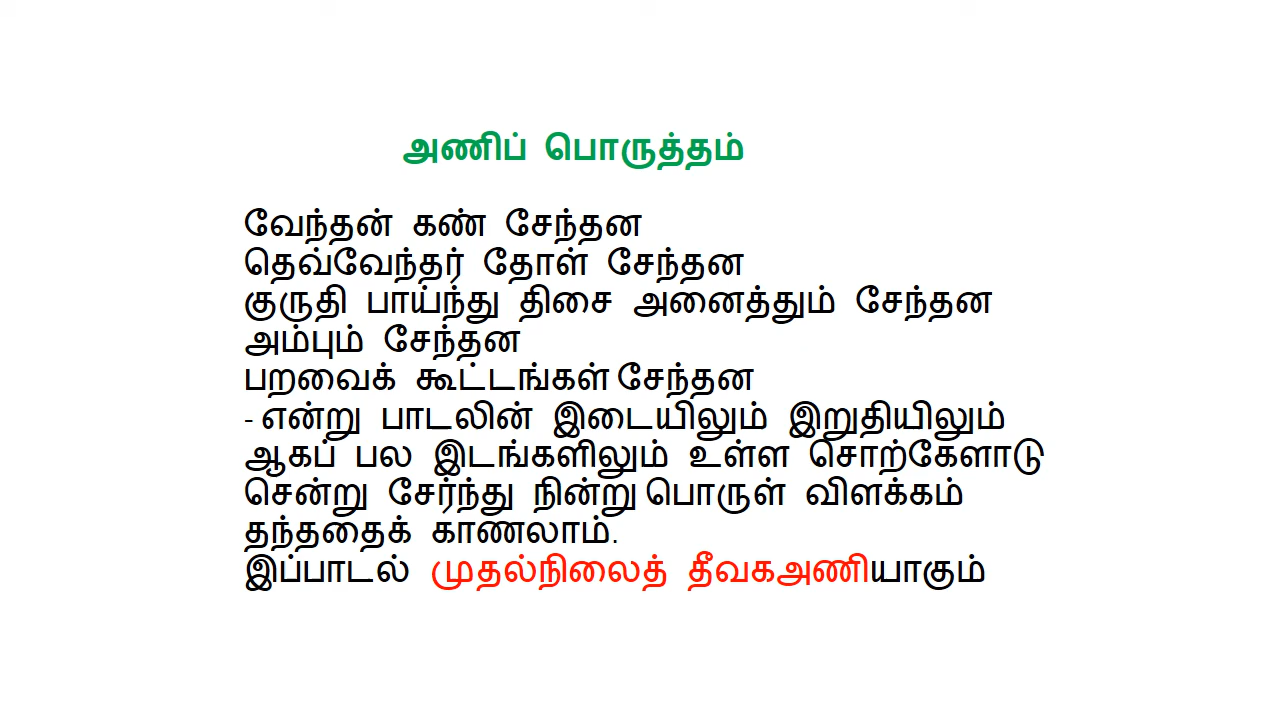 அணிப் பொருத்தம்
வேந்தன் கண் சேந்தன
தெவ்வேந்தர் தோள் சேந்தன
குருதி பாய்ந்து திசை அனைத்தும் சேந்தன
அம்பும் சேந்தன
பறவைக் கூட்டங்கள் சேந்தன
- என்று பாடலின் இடையிலும் இறுதியிலும்
ஆகப் பல இடங்களிலும் உள்ள சொற்களோடு
சென்று சேர்ந்து நின்று பொருள் விளக்கம்
தந்ததைக் காணலாம்.
இப்பாடல் முதல்நிலைத் தீவகஅணியாகும்